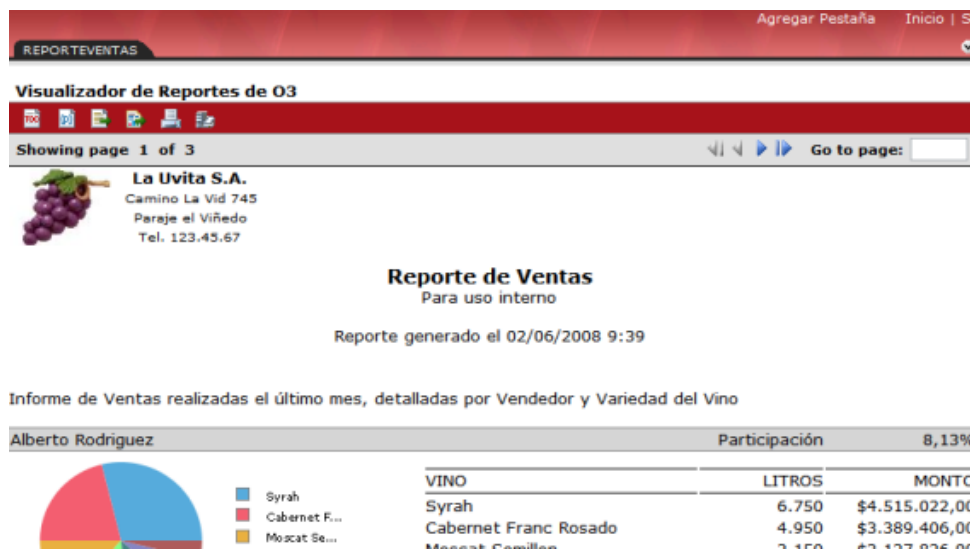 Agregar Pestaña Inicio | S
REPORTEVENTAS
Visualizador de Reportes de O3
Showing page 1 of 3 Go to page:
La Uvita S.A.
Camino La Vid 745
Paraje el Viñedo
Tel. 123.45.67
Reporte de Ventas
Para uso interno
Reporte generado el 02/06/2008 9:39
Informe de Ventas realizadas el último mes, detalladas por Vendedor y Variedad del Vino
Alberto Rodriguez Participación 8,13%
VINO LITROS MONTO
Syrah
Cabernet F...
Moscat Se...
Syrah 6.750 $4.515.022,00
Cabernet Franc Rosado 4.950 $3.389.406,00
Moscat Semillon